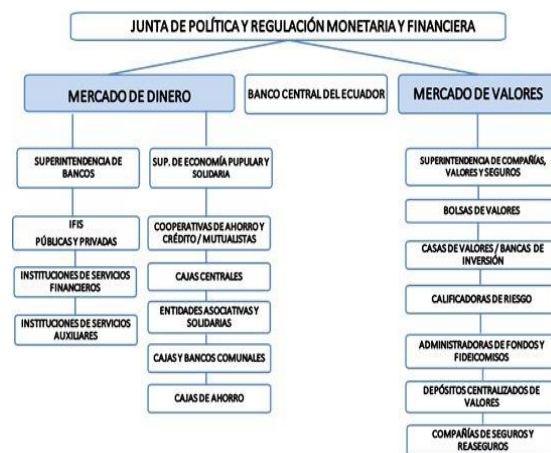 JUNTA DE POLÍTICA Y REGULACIÓN MONETARIA Y FINANCIERA
MERCADO DE DINERO
BANCO CENTRAL DEL ECUADOR
MERCADO DE VALORES
SUPERINTENDENCIA DE
BANCOS
SUP. DE ECONOMÍA PUPULAR Y
SOLIDARIA
SUPERINTENDENCIA DE COMPAÑÍAS,
VALORES Y SEGUROS
IFIS
PÚBLICAS Y PRIVADAS
COOPERATIVAS DE AHORRO Y
CRÉDITO / MUTUALISTAS
BOLSAS DE VALORES
INSTITUCIONES DE SERVICIOS
FINANCIEROS
CAJAS CENTRALES
CASAS DE VALORES / BANCAS DE
INVERSIÓN
INSTITUCIONES DE SERVICIOS
AUXILIARES
ENTIDADES ASOCIATIVAS Y
SOLIDARIAS
CALIFICADORAS DE RIESGO
CAJAS Y BANCOS COMUNALES
ADMINISTRADORAS DE FONDOS Y
FIDEICOMISOS
CAJAS DE AHORRO
DEPÓSITOS CENTRALIZADOS DE
VALORES
COMPAÑÍAS DE SEGUROS Y
REASEGUROS